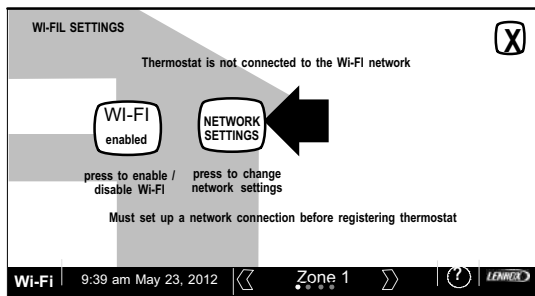 WI-FIL SETTINGS
X
Thermostat is not connected to the Wi-FI network
WI-FI
enabled
NETWORK
SETTINGS
press to enable /
disable Wi-FI
press to change
network settings
Must set up a network connection before registering thermostat
Wi-Fi 9:39 am May 23, 2012 Zone 1 ? LENNOX